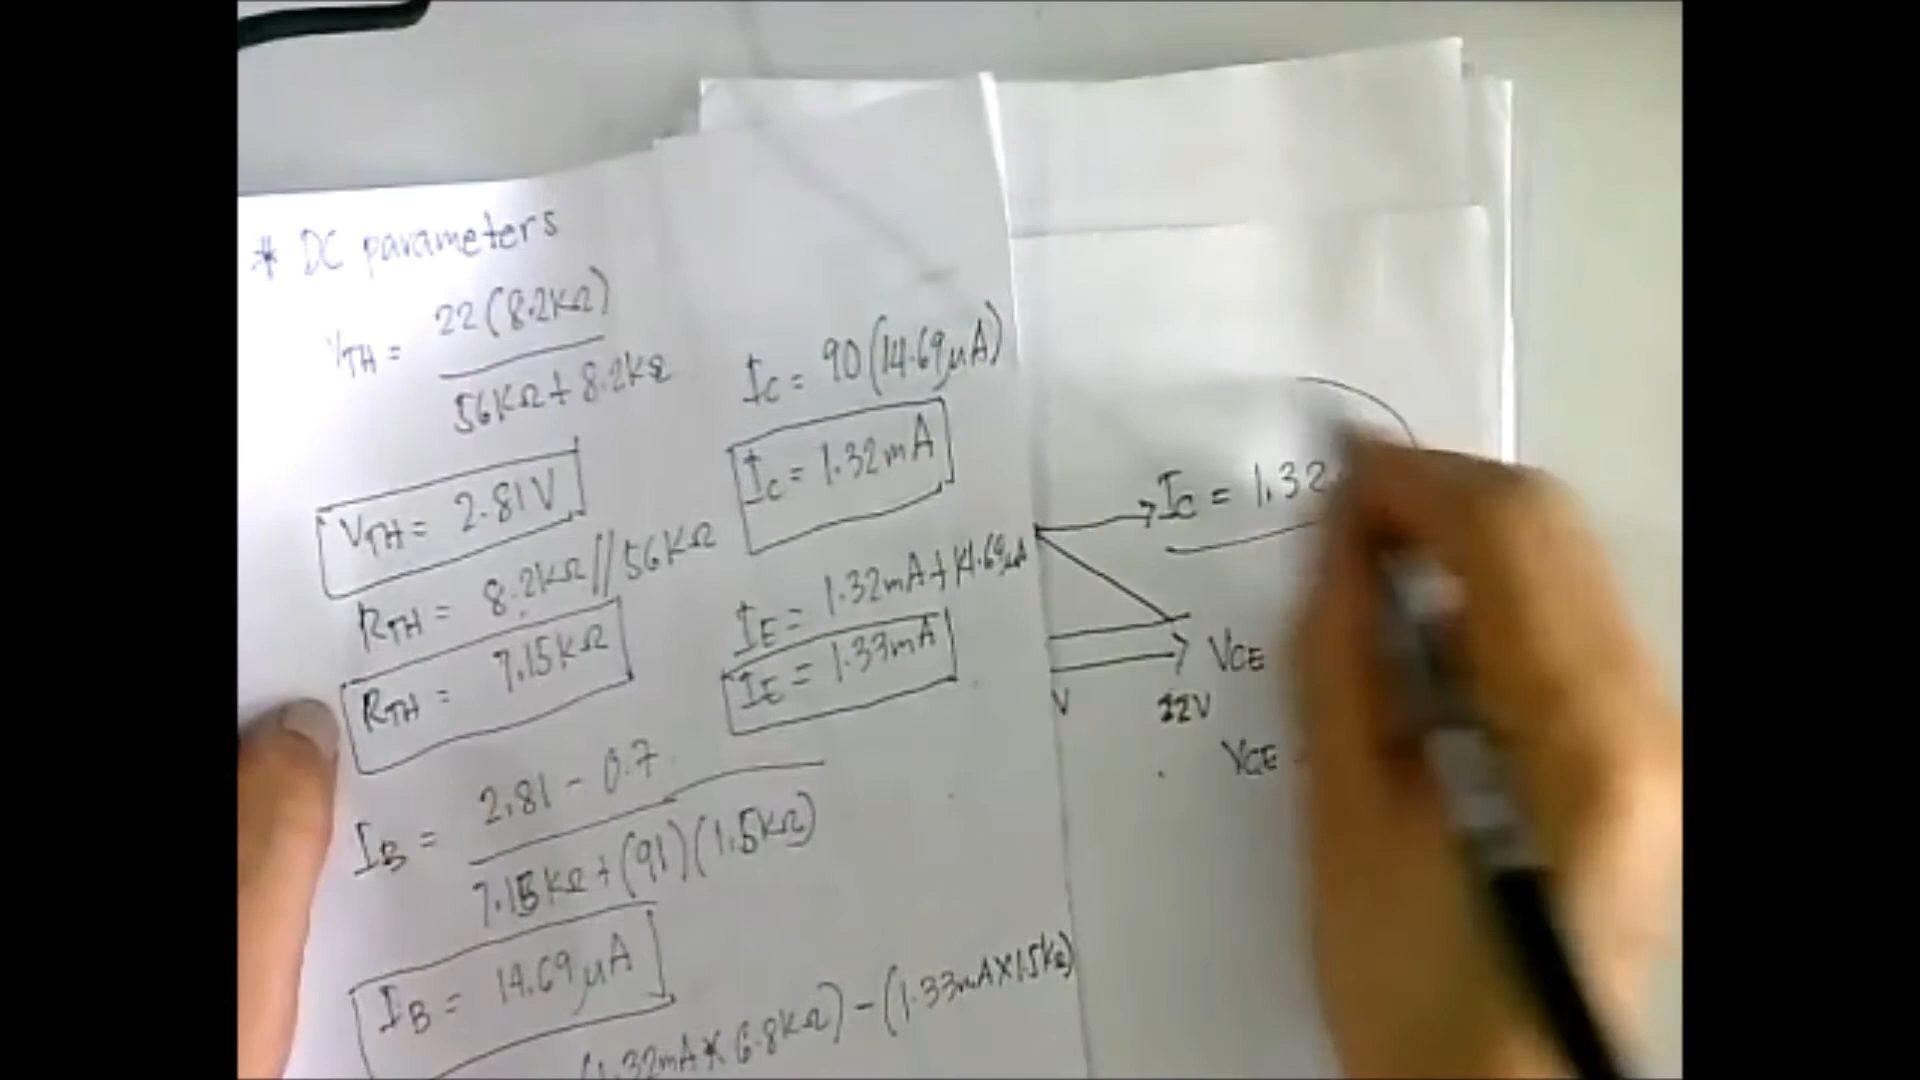 * DC parameters
VTH = 22(8.2KΩ)
56KΩ + 8.2KΩ
VTH = 2.81V
RTH = 8.2KΩ//56KΩ
RTH = 7.15KΩ
IB = 2.81 - 0.7
7.15KΩ + (91)(1.5KΩ)
IB = 14.69µA
(1.32mA * 6.8KΩ) - (1.33mA X 1.5KΩ)
IC = 90(14.69µA)
IC = 1.32mA
IE = 1.32mA + 14.69µA
IE = 1.33mA
IC = 1.32
VCE
V 22V
VCE